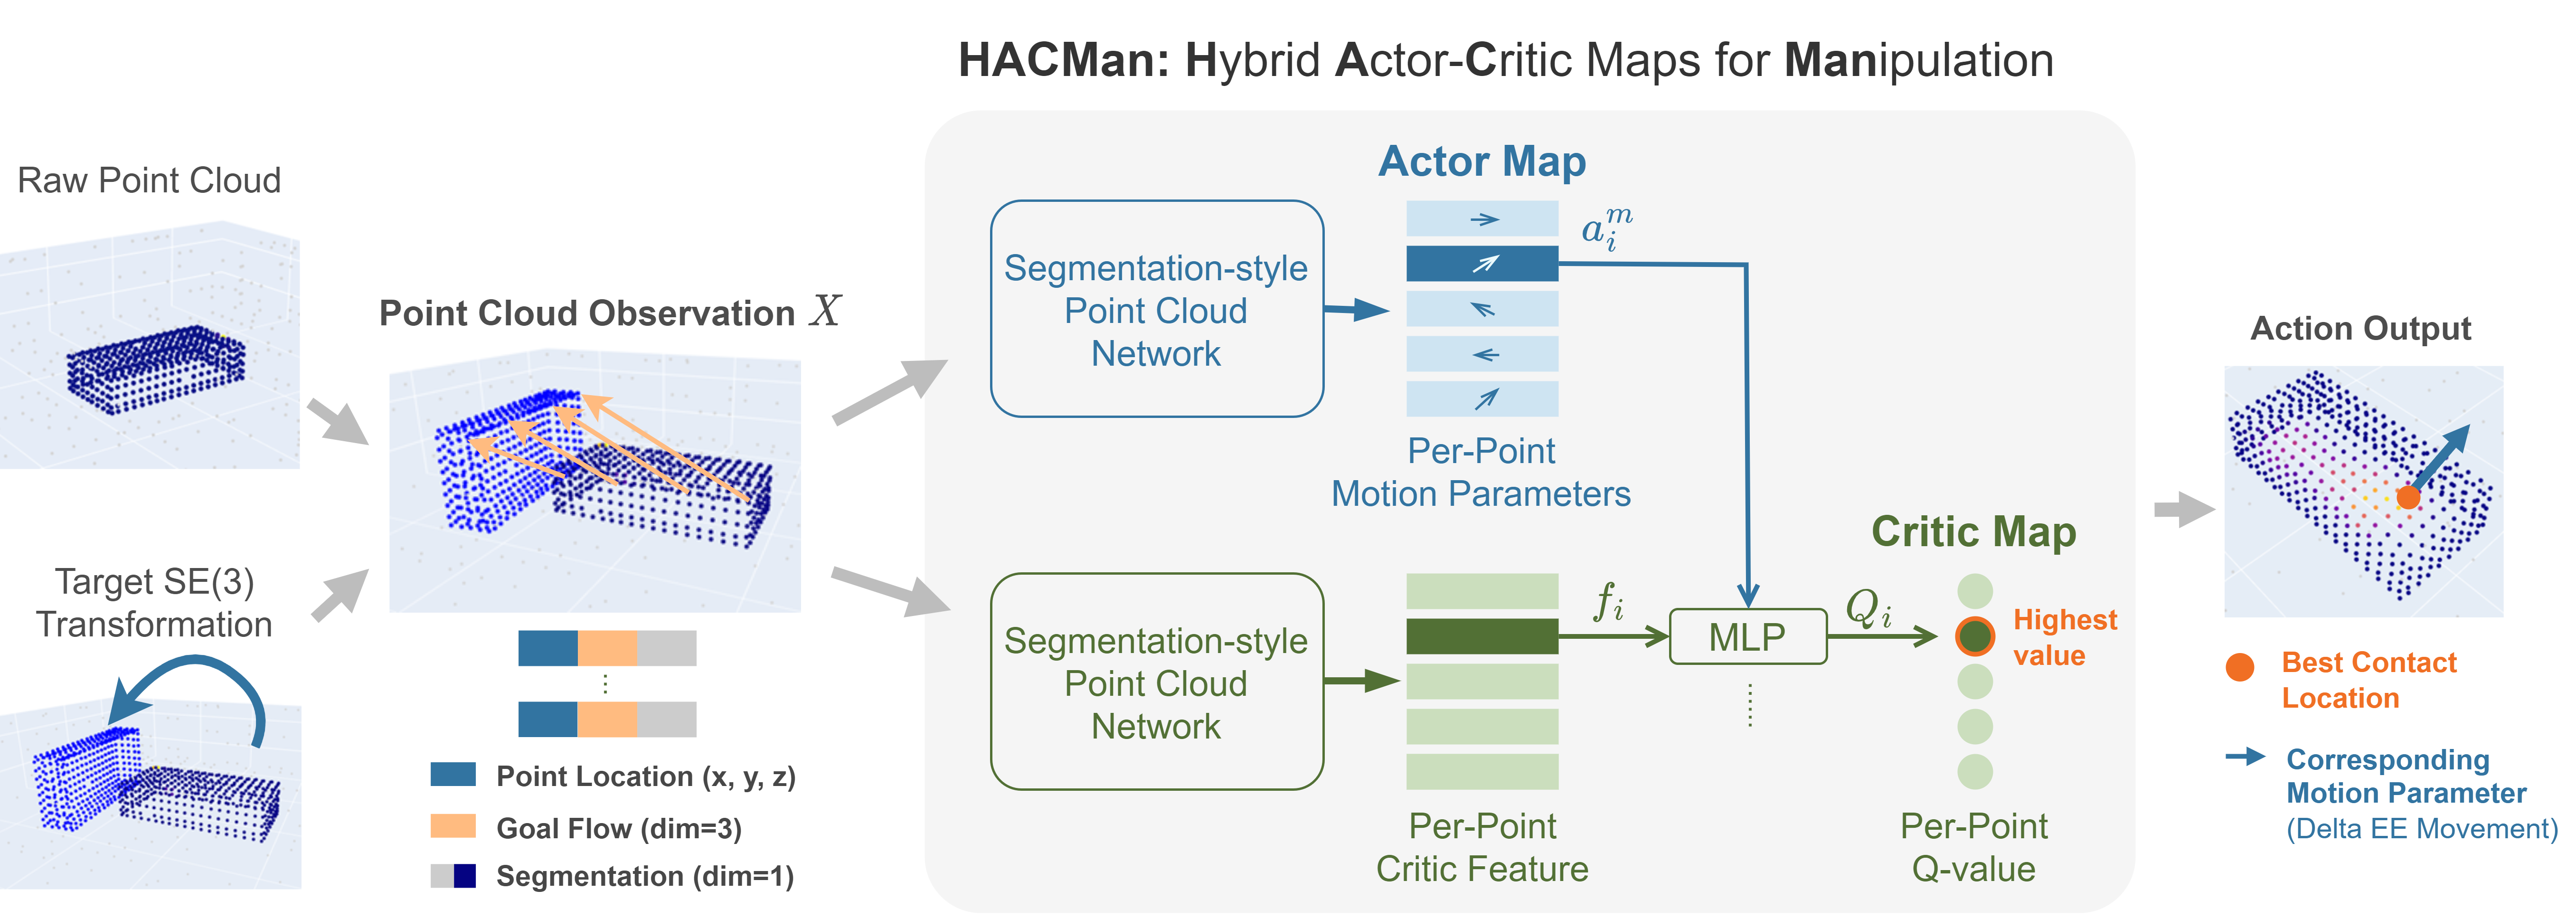 HACMan: Hybrid Actor-Critic Maps for Manipulation
Raw Point Cloud
Target SE(3)
Transformation
Point Cloud Observation X
Point Location (x, y, z)
Goal Flow (dim=3)
Segmentation (dim=1)
Segmentation-style
Point Cloud
Network
Actor Map
a_i^m
Per-Point
Motion Parameters
Segmentation-style
Point Cloud
Network
Per-Point
Critic Feature
f_i
MLP
Q_i
Critic Map
Highest
value
Per-Point
Q-value
Action Output
Best Contact
Location
Corresponding
Motion Parameter
(Delta EE Movement)